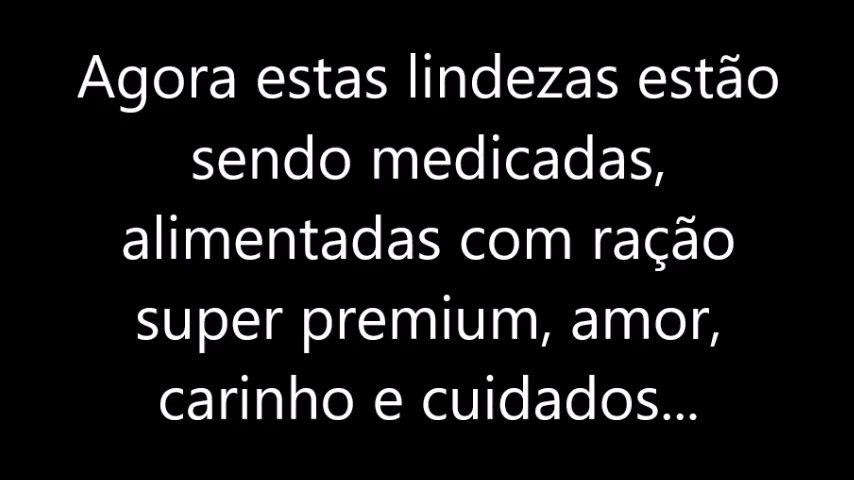 Agora estas lindezas estão
sendo medicadas,
alimentadas com ração
super premium, amor,
carinho e cuidados...